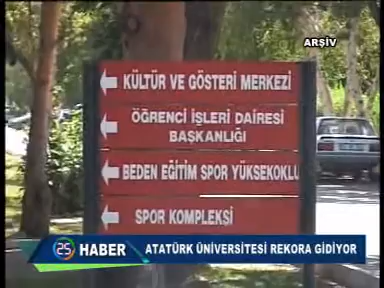 ARŞİV
KÜLTÜR VE GÖSTERİ MERKEZİ
ÖĞRENCİ İŞLERİ DAİRESİ
BAŞKANLIĞI
BEDEN EĞİTİM SPOR YÜKSEKOKLU
SPOR KOMPLEKSİ
25 HABER ATATÜRK ÜNİVERSİTESİ REKORA GİDİYOR